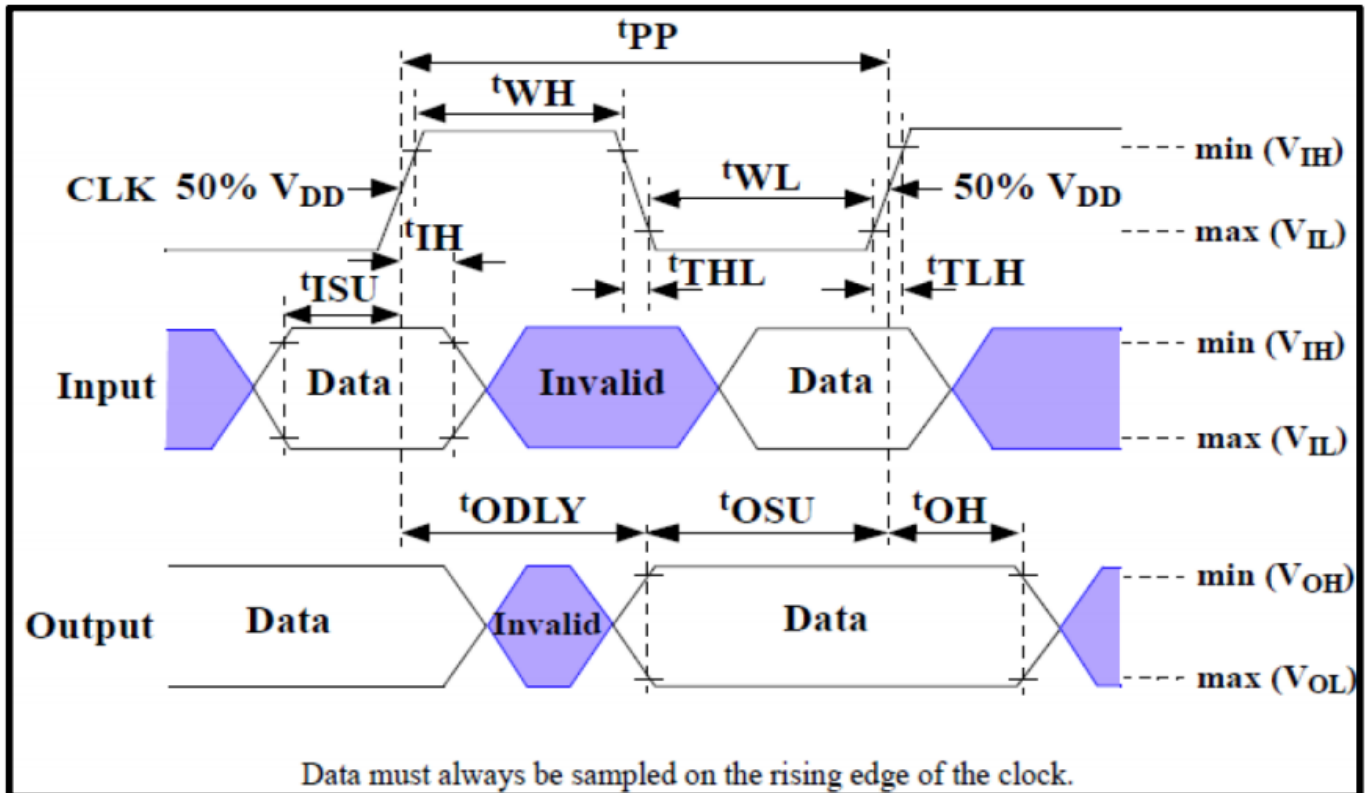 tPP
tWH
min (VIH)
CLK 50% VDD
tWL
50% VDD
max (VIL)
tIH
tTHL
tTLH
tISU
min (VIH)
Input
Data
Invalid
Data
max (VIL)
tODLY
tOSU
tOH
min (VOH)
Output
Data
Invalid
Data
max (VOL)
Data must always be sampled on the rising edge of the clock.